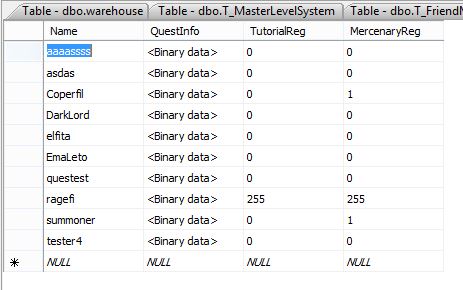 Table - dbo.warehouse Table - dbo.T_MasterLevelSystem Table - dbo.T_Friend
Name QuestInfo TutorialReg MercenaryReg
aaaassss <Binary data> 0 0
asdas <Binary data> 0 0
Coperfil <Binary data> 0 1
DarkLord <Binary data> 0 0
elfita <Binary data> 0 0
EmaLeto <Binary data> 0 0
questest <Binary data> 0 0
ragefi <Binary data> 255 255
summoner <Binary data> 0 1
tester4 <Binary data> 0 0
NULL NULL NULL NULL